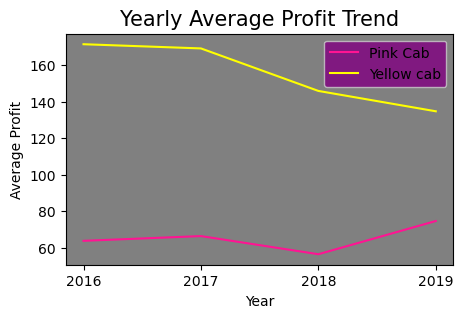 Yearly Average Profit Trend
Pink Cab
Yellow cab
Average Profit
160
140
120
100
80
60
2016
2017
2018
2019
Year